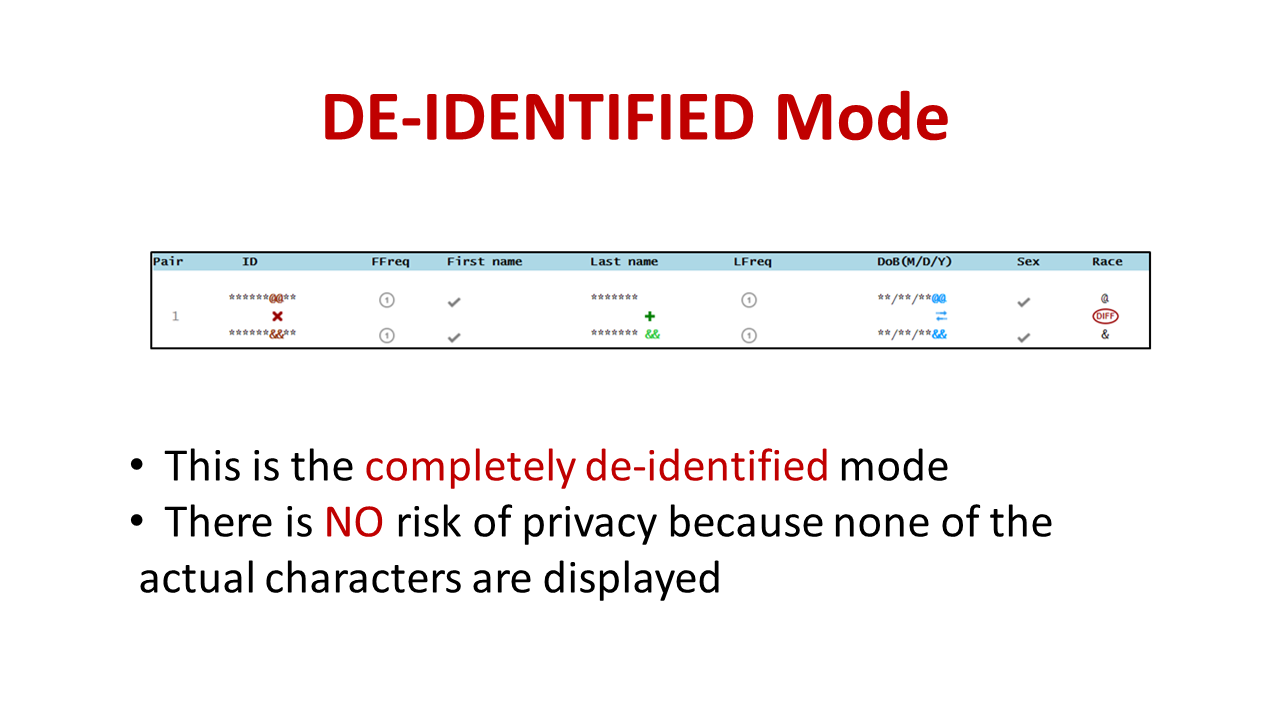 DE-IDENTIFIED Mode
Pair ID FFreq First name Last name LFreq DoB(M/D/Y) Sex Race
******@@** 1 ✔ ******* 1 **/**/**@@ ✔ @
1 ✖ + ⇄ DIFF
******&&** 1 ✔ ******* && 1 **/**/**&& ✔ &
• This is the completely de-identified mode
• There is NO risk of privacy because none of the
actual characters are displayed